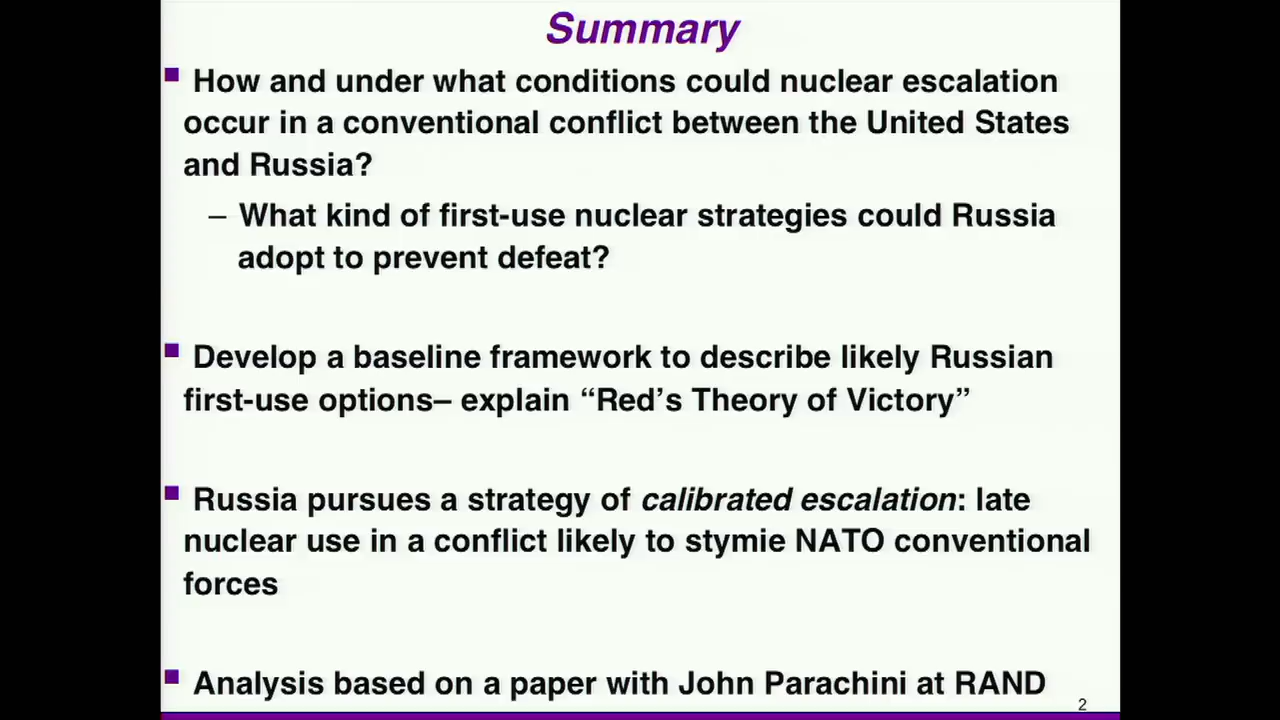 Summary
How and under what conditions could nuclear escalation
occur in a conventional conflict between the United States
and Russia?
– What kind of first-use nuclear strategies could Russia
adopt to prevent defeat?
Develop a baseline framework to describe likely Russian
first-use options– explain “Red’s Theory of Victory”
Russia pursues a strategy of calibrated escalation: late
nuclear use in a conflict likely to stymie NATO conventional
forces
Analysis based on a paper with John Parachini at RAND
2